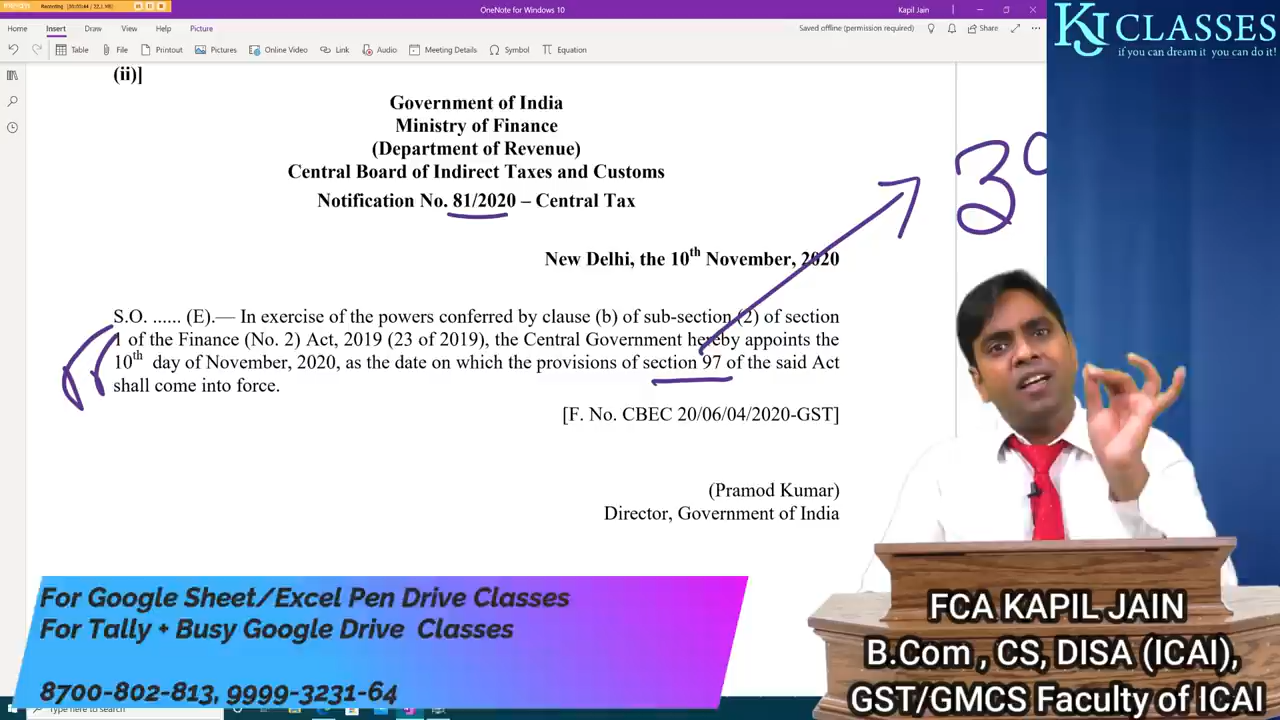 OneNote for Windows 10
Kapil Jain
Home Insert Draw View Help Picture
Saved offline (permission required)
Share
Table File Printout Pictures Online Video Link Audio Meeting Details Symbol Equation
KJ CLASSES
if you can dream it you can do it!
(ii)]
Government of India
Ministry of Finance
(Department of Revenue)
Central Board of Indirect Taxes and Customs
Notification No. 81/2020 – Central Tax
New Delhi, the 10th November, 2020
S.O. ...... (E).— In exercise of the powers conferred by clause (b) of sub-section (2) of section
1 of the Finance (No. 2) Act, 2019 (23 of 2019), the Central Government hereby appoints the
10th day of November, 2020, as the date on which the provisions of section 97 of the said Act
shall come into force.
[F. No. CBEC 20/06/04/2020-GST]
(Pramod Kumar)
Director, Government of India
For Google Sheet/Excel Pen Drive Classes
For Tally + Busy Google Drive Classes
8700-802-813, 9999-3231-64
FCA KAPIL JAIN
B.Com , CS, DISA (ICAI),
GST/GMCS Faculty of ICAI